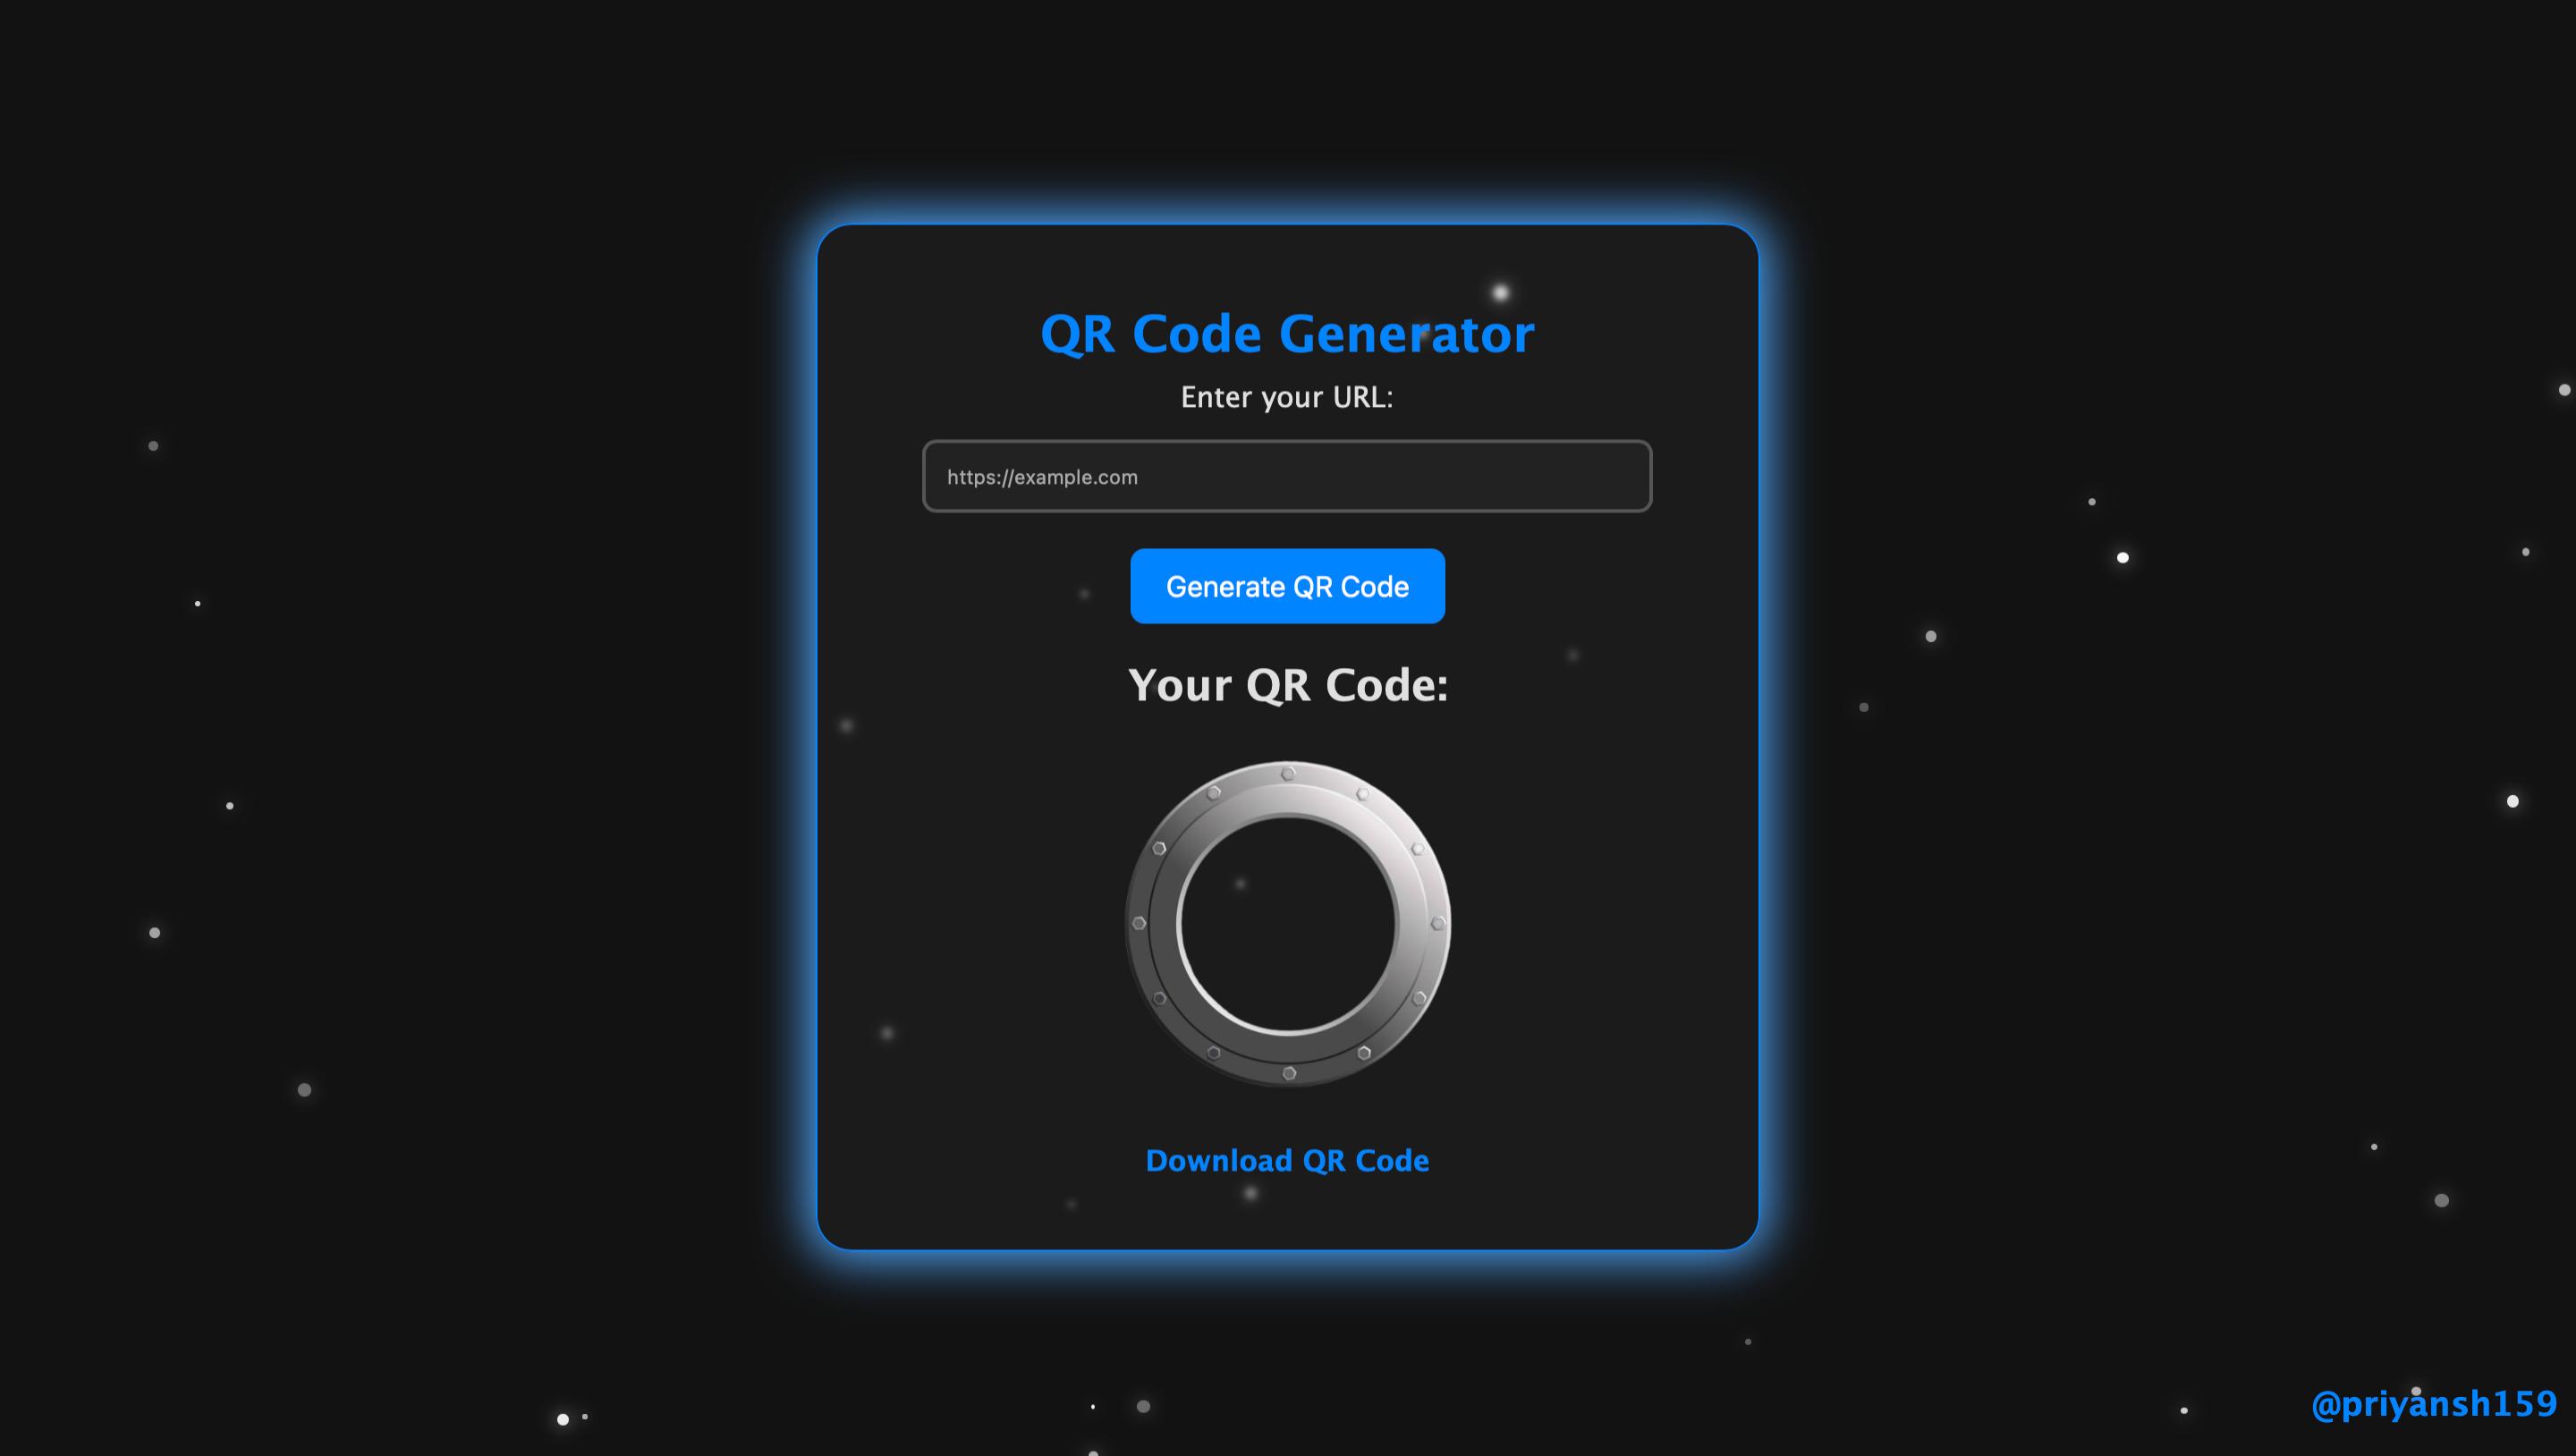 QR Code Generator
Enter your URL:
https://example.com
Generate QR Code
Your QR Code:
Download QR Code
@priyansh159